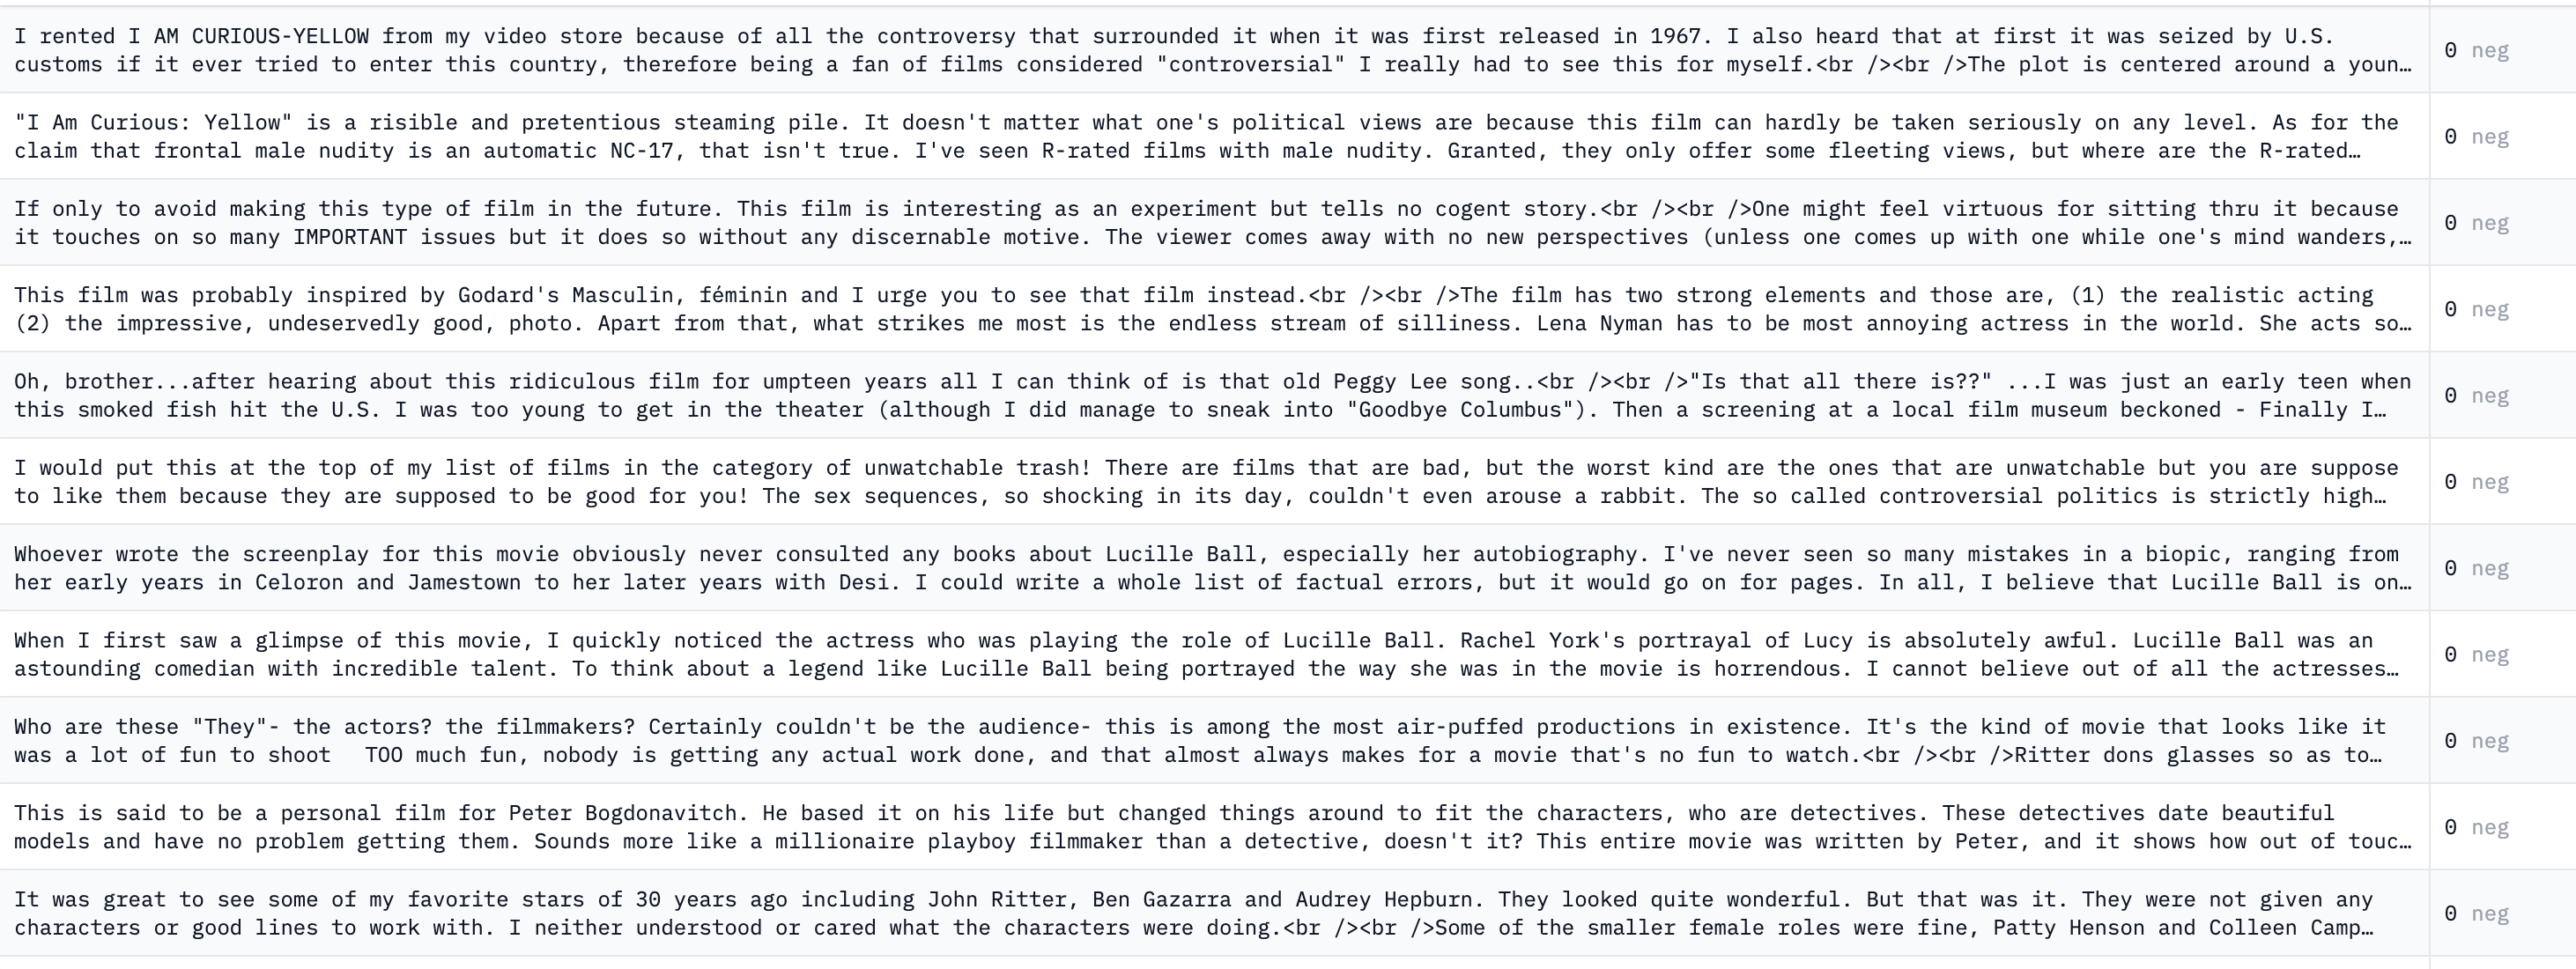 I rented I AM CURIOUS-YELLOW from my video store because of all the controversy that surrounded it when it was first released in 1967. I also heard that at first it was seized by U.S.
customs if it ever tried to enter this country, therefore being a fan of films considered "controversial" I really had to see this for myself.<br /><br />The plot is centered around a youn…
0 neg
"I Am Curious: Yellow" is a risible and pretentious steaming pile. It doesn't matter what one's political views are because this film can hardly be taken seriously on any level. As for the
claim that frontal male nudity is an automatic NC-17, that isn't true. I've seen R-rated films with male nudity. Granted, they only offer some fleeting views, but where are the R-rated…
0 neg
If only to avoid making this type of film in the future. This film is interesting as an experiment but tells no cogent story.<br /><br />One might feel virtuous for sitting thru it because
it touches on so many IMPORTANT issues but it does so without any discernable motive. The viewer comes away with no new perspectives (unless one comes up with one while one's mind wanders,…
0 neg
This film was probably inspired by Godard's Masculin, féminin and I urge you to see that film instead.<br /><br />The film has two strong elements and those are, (1) the realistic acting
(2) the impressive, undeservedly good, photo. Apart from that, what strikes me most is the endless stream of silliness. Lena Nyman has to be most annoying actress in the world. She acts so…
0 neg
Oh, brother...after hearing about this ridiculous film for umpteen years all I can think of is that old Peggy Lee song..<br /><br />"Is that all there is??" ...I was just an early teen when
this smoked fish hit the U.S. I was too young to get in the theater (although I did manage to sneak into "Goodbye Columbus"). Then a screening at a local film museum beckoned - Finally I…
0 neg
I would put this at the top of my list of films in the category of unwatchable trash! There are films that are bad, but the worst kind are the ones that are unwatchable but you are suppose
to like them because they are supposed to be good for you! The sex sequences, so shocking in its day, couldn't even arouse a rabbit. The so called controversial politics is strictly high…
0 neg
Whoever wrote the screenplay for this movie obviously never consulted any books about Lucille Ball, especially her autobiography. I've never seen so many mistakes in a biopic, ranging from
her early years in Celoron and Jamestown to her later years with Desi. I could write a whole list of factual errors, but it would go on for pages. In all, I believe that Lucille Ball is on…
0 neg
When I first saw a glimpse of this movie, I quickly noticed the actress who was playing the role of Lucille Ball. Rachel York's portrayal of Lucy is absolutely awful. Lucille Ball was an
astounding comedian with incredible talent. To think about a legend like Lucille Ball being portrayed the way she was in the movie is horrendous. I cannot believe out of all the actresses…
0 neg
Who are these "They"- the actors? the filmmakers? Certainly couldn't be the audience- this is among the most air-puffed productions in existence. It's the kind of movie that looks like it
was a lot of fun to shoot   TOO much fun, nobody is getting any actual work done, and that almost always makes for a movie that's no fun to watch.<br /><br />Ritter dons glasses so as to…
0 neg
This is said to be a personal film for Peter Bogdonavitch. He based it on his life but changed things around to fit the characters, who are detectives. These detectives date beautiful
models and have no problem getting them. Sounds more like a millionaire playboy filmmaker than a detective, doesn't it? This entire movie was written by Peter, and it shows how out of touc…
0 neg
It was great to see some of my favorite stars of 30 years ago including John Ritter, Ben Gazarra and Audrey Hepburn. They looked quite wonderful. But that was it. They were not given any
characters or good lines to work with. I neither understood or cared what the characters were doing.<br /><br />Some of the smaller female roles were fine, Patty Henson and Colleen Camp…
0 neg